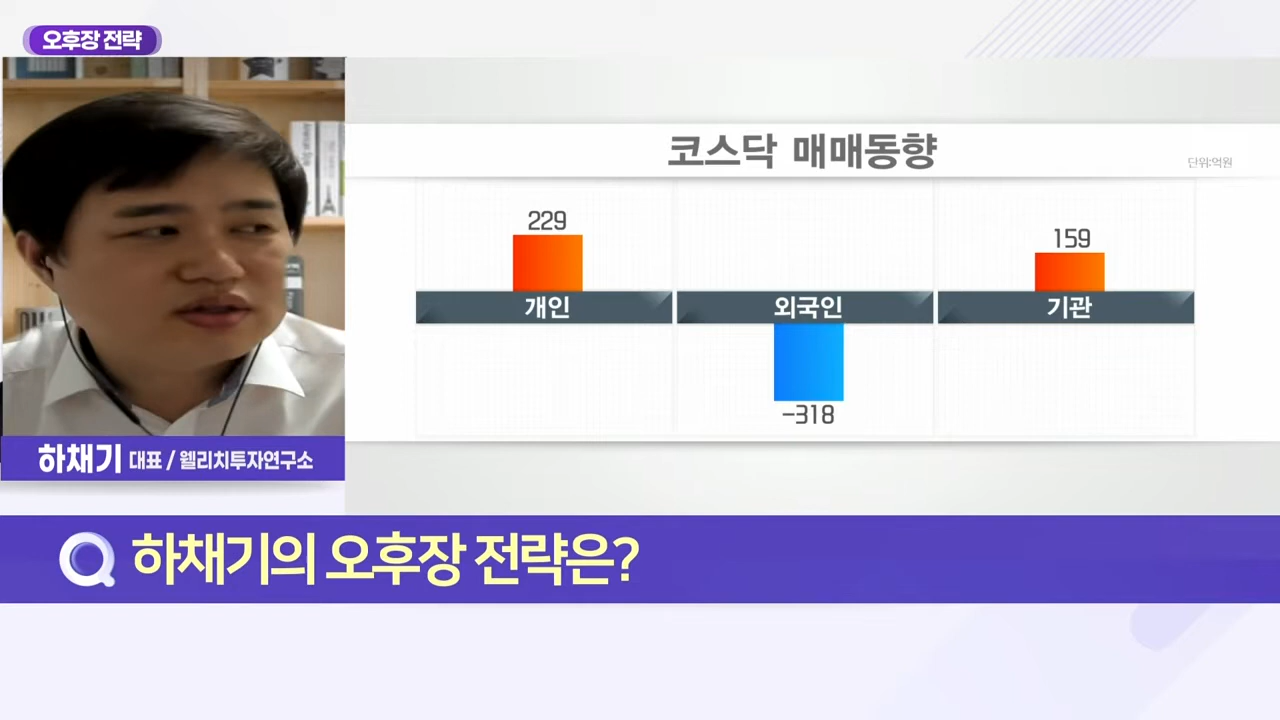 오후장 전략
코스닥 매매동향
단위:억원
229
159
개인
외국인
기관
-318
하채기 대표 / 웰리치투자연구소
Q 하채기의 오후장 전략은?